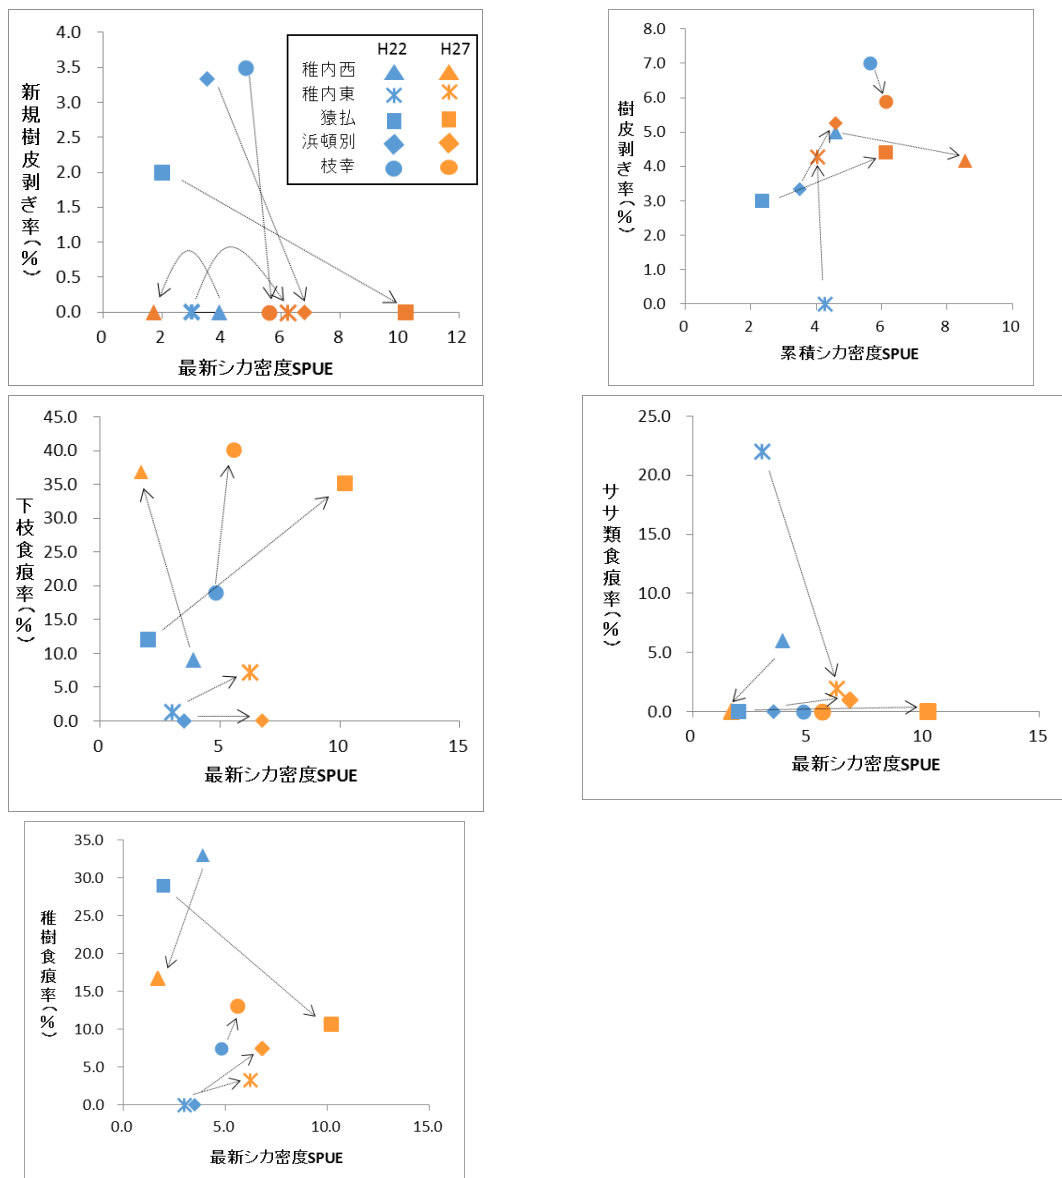 新規樹皮剥ぎ率(%)
4.0
3.5
3.0
2.5
2.0
1.5
1.0
0.5
0.0
0 2 4 6 8 10 12
最新シカ密度SPUE
H22 H27
稚内西
稚内東
猿払
浜頓別
枝幸
樹皮剥ぎ率(%)
8.0
7.0
6.0
5.0
4.0
3.0
2.0
1.0
0.0
0 2 4 6 8 10
累積シカ密度SPUE
下枝食痕率(%)
45.0
40.0
35.0
30.0
25.0
20.0
15.0
10.0
5.0
0.0
0 5 10 15
最新シカ密度SPUE
ササ類食痕率(%)
25.0
20.0
15.0
10.0
5.0
0.0
0 5 10 15
最新シカ密度SPUE
稚樹食痕率(%)
35.0
30.0
25.0
20.0
15.0
10.0
5.0
0.0
0.0 5.0 10.0 15.0
最新シカ密度SPUE